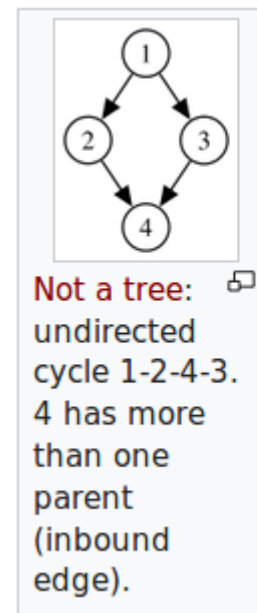 1
2 3
4
Not a tree:
undirected
cycle 1-2-4-3.
4 has more
than one
parent
(inbound
edge).